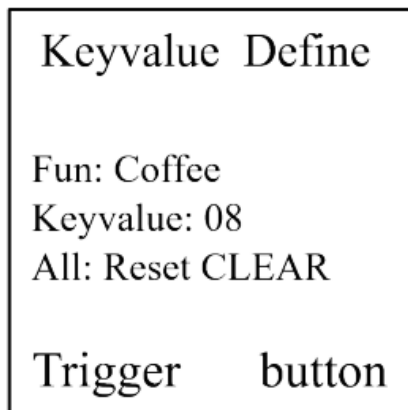 Keyvalue Define
Fun: Coffee
Keyvalue: 08
All: Reset CLEAR
Trigger button